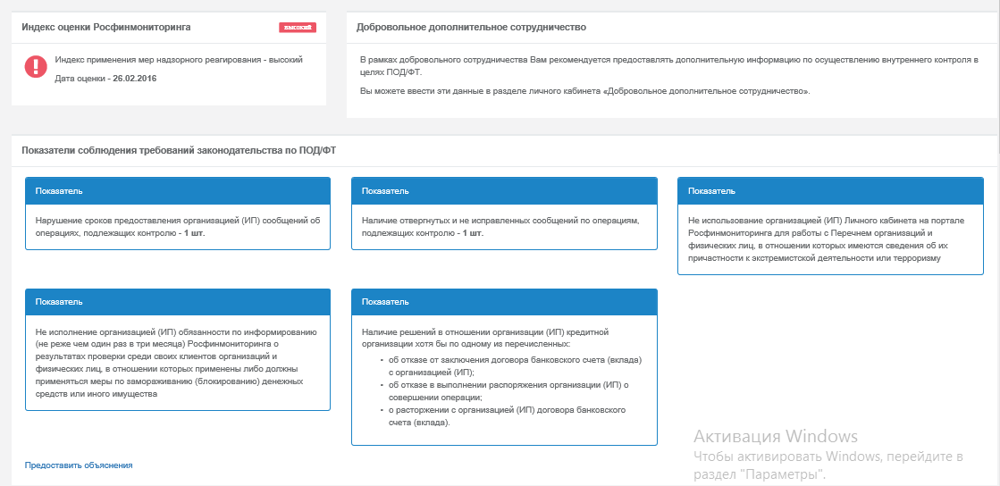 Индекс оценки Росфинмониторинга
высокий
Индекс применения мер надзорного реагирования - высокий
Дата оценки - 26.02.2016
Добровольное дополнительное сотрудничество
В рамках добровольного сотрудничества Вам рекомендуется предоставлять дополнительную информацию по осуществлению внутреннего контроля в
целях ПОД/ФТ.
Вы можете ввести эти данные в разделе личного кабинета «Добровольное дополнительное сотрудничество».
Показатели соблюдения требований законодательства по ПОД/ФТ
Показатель
Нарушение сроков предоставления организацией (ИП) сообщений об
операциях, подлежащих контролю - 1 шт.
Показатель
Наличие отвергнутых и не исправленных сообщений по операциям,
подлежащих контролю - 1 шт.
Показатель
Не использование организацией (ИП) Личного кабинета на портале
Росфинмониторинга для работы с Перечнем организаций и
физических лиц, в отношении которых имеются сведения об их
причастности к экстремистской деятельности или терроризму
Показатель
Не исполнение организацией (ИП) обязанности по информированию
(не реже чем один раз в три месяца) Росфинмониторинга о
результатах проверки среди своих клиентов организаций и
физических лиц, в отношении которых применены либо должны
применяться меры по замораживанию (блокированию) денежных
средств или иного имущества
Показатель
Наличие решений в отношении организации (ИП) кредитной
организации хотя бы по одному из перечисленных:
• об отказе от заключения договора банковского счета (вклада)
с организацией (ИП);
• об отказе в выполнении распоряжения организации (ИП) о
совершении операции;
• о расторжении с организацией (ИП) договора банковского
счета (вклада).
Предоставить объяснения
Активация Windows
Чтобы активировать Windows, перейдите в
раздел "Параметры".